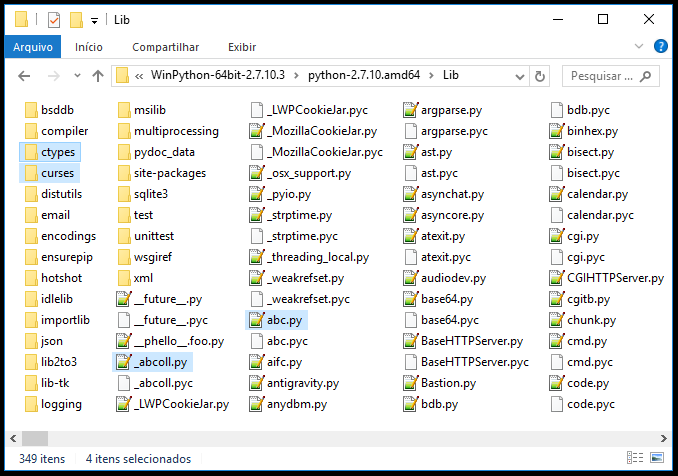 Lib
Arquivo Início Compartilhar Exibir
WinPython-64bit-2.7.10.3 python-2.7.10.amd64 Lib Pesquisar ...
bsddb
compiler
ctypes
curses
distutils
email
encodings
ensurepip
hotshot
idlelib
importlib
json
lib2to3
lib-tk
logging
msilib
multiprocessing
pydoc_data
site-packages
sqlite3
test
unittest
wsgiref
xml
__future__.py
__future__.pyc
__phello__.foo.py
_abcoll.py
_abcoll.pyc
_LWPCookieJar.py
_LWPCookieJar.pyc
_MozillaCookieJar.py
_MozillaCookieJar.pyc
_osx_support.py
_pyio.py
_strptime.py
_strptime.pyc
_threading_local.py
_weakrefset.py
_weakrefset.pyc
abc.py
abc.pyc
aifc.py
antigravity.py
anydbm.py
argparse.py
argparse.pyc
ast.py
ast.pyc
asynchat.py
asyncore.py
atexit.py
atexit.pyc
audiodev.py
base64.py
base64.pyc
BaseHTTPServer.py
BaseHTTPServer.pyc
Bastion.py
bdb.py
bdb.pyc
binhex.py
bisect.py
bisect.pyc
calendar.py
calendar.pyc
cgi.py
cgi.pyc
CGIHTTPServer.py
cgitb.py
chunk.py
cmd.py
cmd.pyc
code.py
code.pyc
349 itens 4 itens selecionados